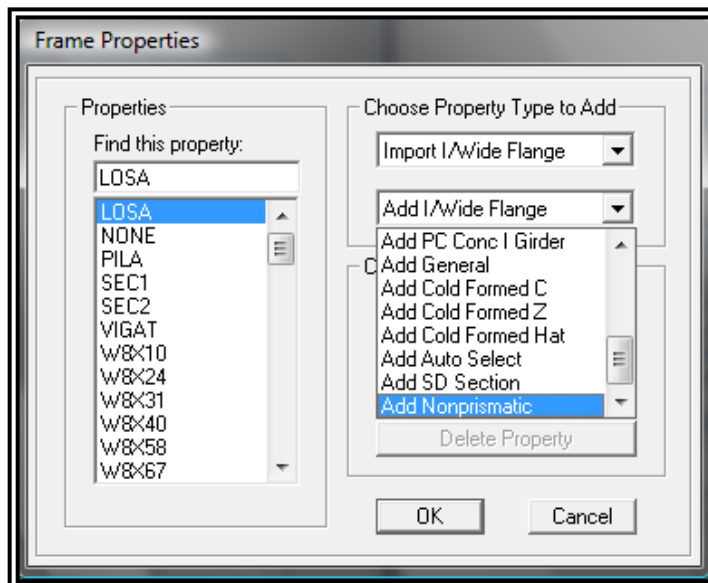 Frame Properties
Properties
Find this property:
LOSA
LOSA
NONE
PILA
SEC1
SEC2
VIGAT
W8X10
W8X24
W8X31
W8X40
W8X58
W8X67
Choose Property Type to Add
Import I/Wide Flange
Add I/Wide Flange
Add PC Conc I Girder
Add General
Add Cold Formed C
Add Cold Formed Z
Add Cold Formed Hat
Add Auto Select
Add SD Section
Add Nonprismatic
C
Delete Property
OK
Cancel